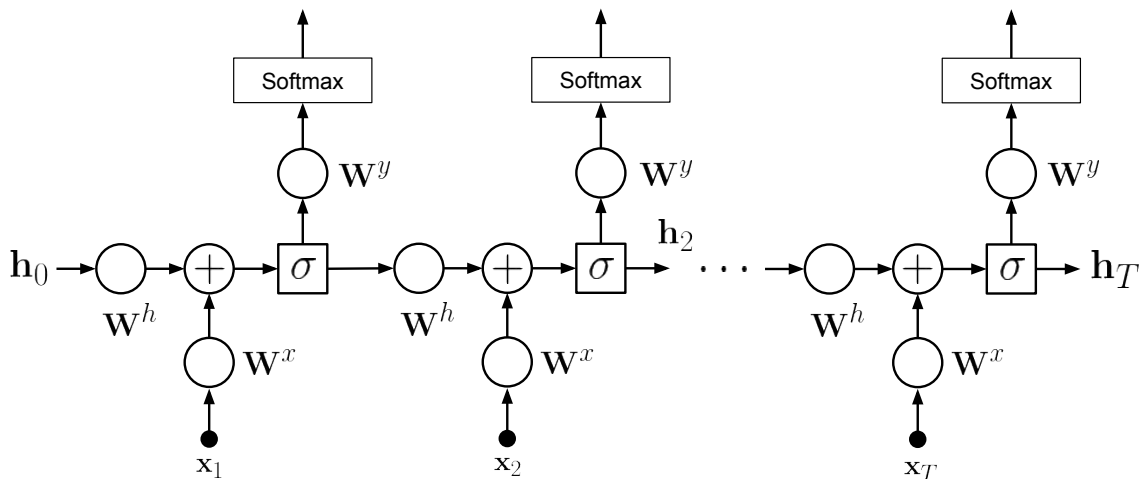 Softmax Softmax Softmax
W^y W^y W^y
h_2
h_0 + σ + σ ... + σ h_T
W^h W^h W^h
W^x W^x W^x
x_1 x_2 x_T